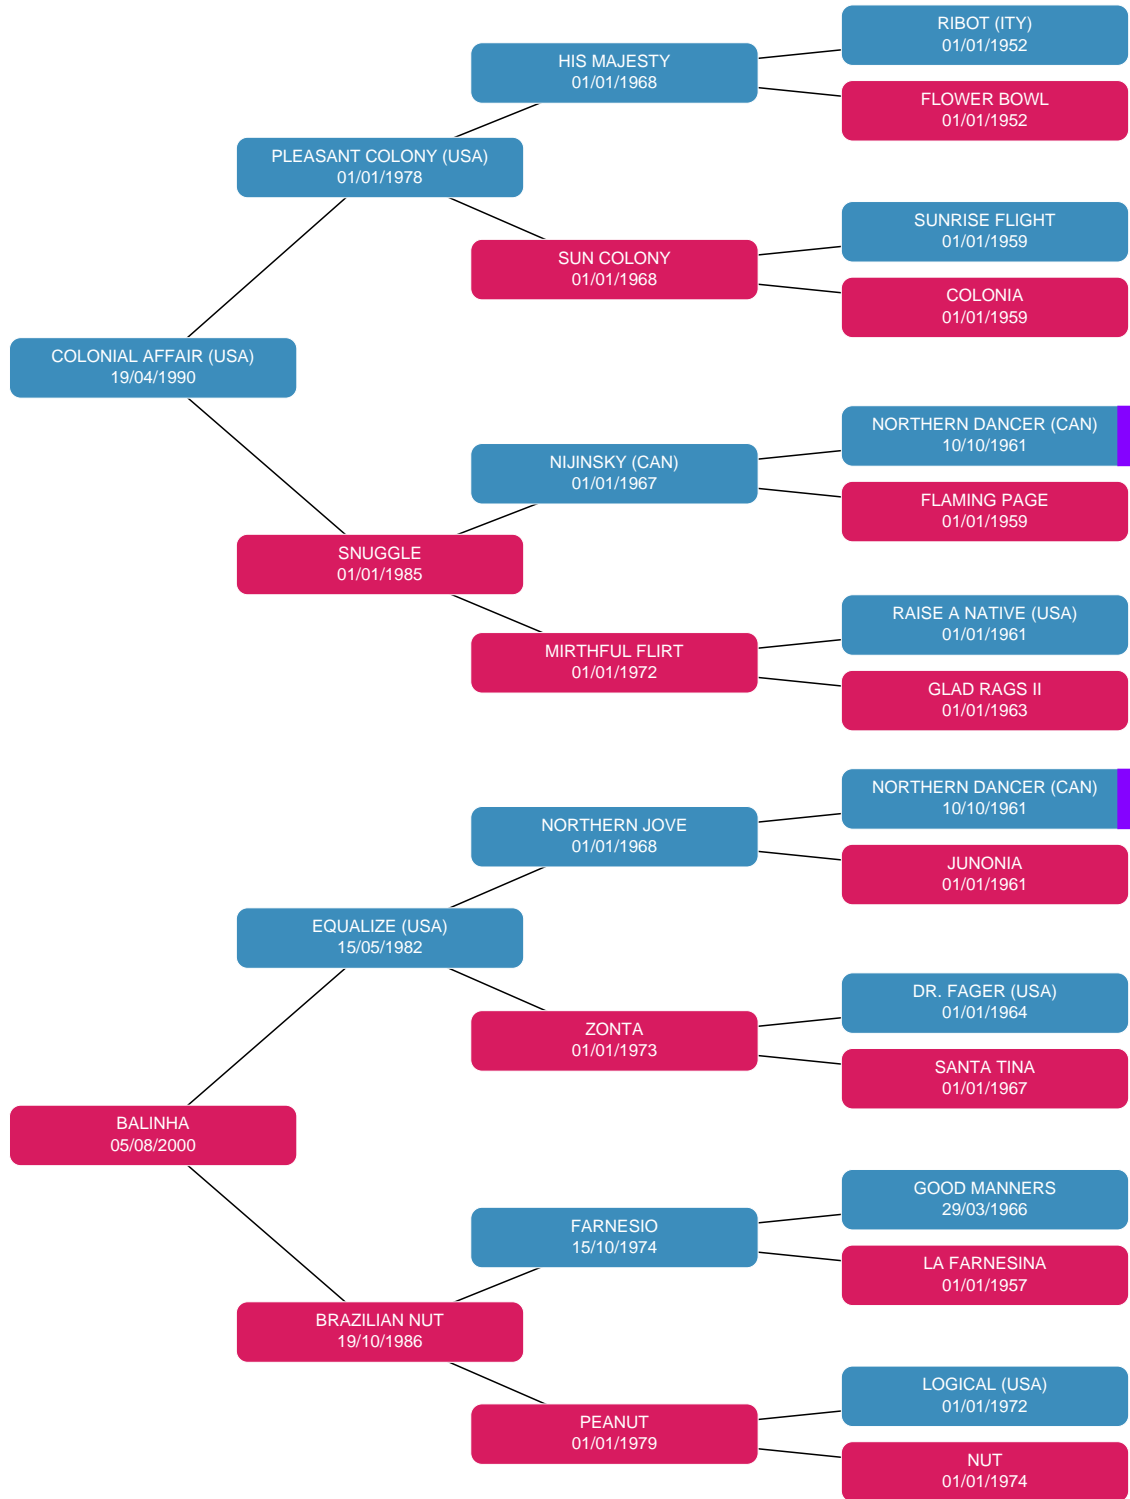 RIBOT (ITY)
01/01/1952
HIS MAJESTY
01/01/1968
FLOWER BOWL
01/01/1952
PLEASANT COLONY (USA)
01/01/1978
SUNRISE FLIGHT
01/01/1959
SUN COLONY
01/01/1968
COLONIA
01/01/1959
COLONIAL AFFAIR (USA)
19/04/1990
NORTHERN DANCER (CAN)
10/10/1961
NIJINSKY (CAN)
01/01/1967
FLAMING PAGE
01/01/1959
SNUGGLE
01/01/1985
RAISE A NATIVE (USA)
01/01/1961
MIRTHFUL FLIRT
01/01/1972
GLAD RAGS II
01/01/1963
NORTHERN DANCER (CAN)
10/10/1961
NORTHERN JOVE
01/01/1968
JUNONIA
01/01/1961
EQUALIZE (USA)
15/05/1982
DR. FAGER (USA)
01/01/1964
ZONTA
01/01/1973
SANTA TINA
01/01/1967
BALINHA
05/08/2000
GOOD MANNERS
29/03/1966
FARNESIO
15/10/1974
LA FARNESINA
01/01/1957
BRAZILIAN NUT
19/10/1986
LOGICAL (USA)
01/01/1972
PEANUT
01/01/1979
NUT
01/01/1974